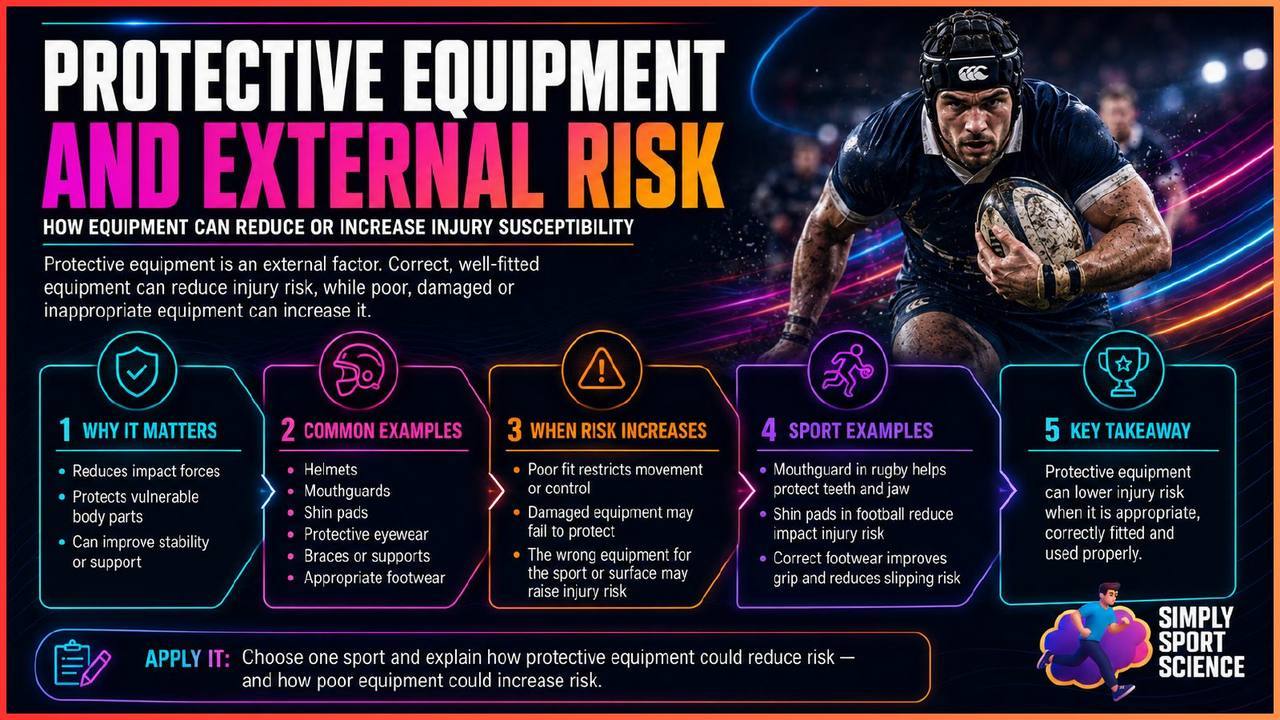 PROTECTIVE EQUIPMENT
AND EXTERNAL RISK
HOW EQUIPMENT CAN REDUCE OR INCREASE INJURY SUSCEPTIBILITY
Protective equipment is an external factor. Correct, well-fitted
equipment can reduce injury risk, while poor, damaged or
inappropriate equipment can increase it.
1 WHY IT MATTERS
• Reduces impact forces
• Protects vulnerable
body parts
• Can improve stability
or support
2 COMMON EXAMPLES
• Helmets
• Mouthguards
• Shin pads
• Protective eyewear
• Braces or supports
• Appropriate footwear
3 WHEN RISK INCREASES
• Poor fit restricts movement
or control
• Damaged equipment may
fail to protect
• The wrong equipment for
the sport or surface may
raise injury risk
4 SPORT EXAMPLES
• Mouthguard in rugby helps
protect teeth and jaw
• Shin pads in football reduce
impact injury risk
• Correct footwear improves
grip and reduces slipping risk
5 KEY TAKEAWAY
Protective equipment
can lower injury risk
when it is appropriate,
correctly fitted and
used properly.
APPLY IT: Choose one sport and explain how protective equipment could reduce risk —
and how poor equipment could increase risk.
SIMPLY
SPORT
SCIENCE